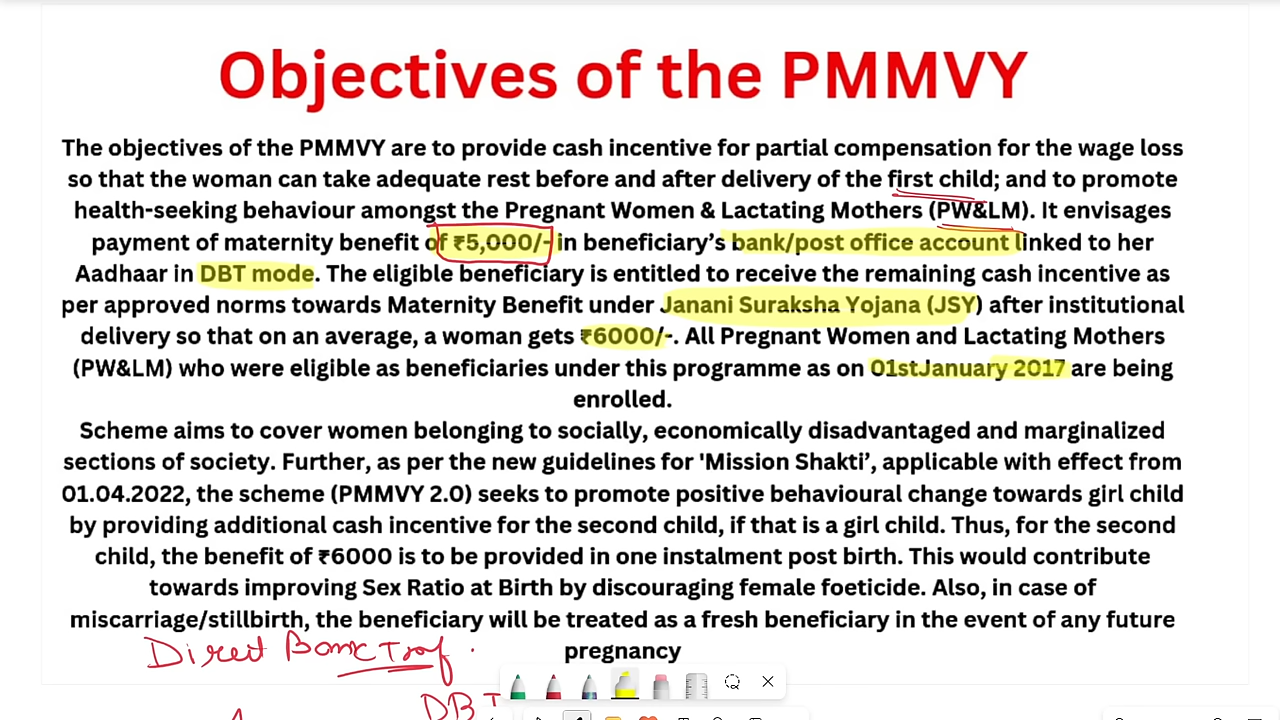 Objectives of the PMMVY
The objectives of the PMMVY are to provide cash incentive for partial compensation for the wage loss
so that the woman can take adequate rest before and after delivery of the first child; and to promote
health-seeking behaviour amongst the Pregnant Women & Lactating Mothers (PW&LM). It envisages
payment of maternity benefit of ₹5,000/- in beneficiary's bank/post office account linked to her
Aadhaar in DBT mode. The eligible beneficiary is entitled to receive the remaining cash incentive as
per approved norms towards Maternity Benefit under Janani Suraksha Yojana (JSY) after institutional
delivery so that on an average, a woman gets ₹6000/-. All Pregnant Women and Lactating Mothers
(PW&LM) who were eligible as beneficiaries under this programme as on 01stJanuary 2017 are being
enrolled.
Scheme aims to cover women belonging to socially, economically disadvantaged and marginalized
sections of society. Further, as per the new guidelines for 'Mission Shakti', applicable with effect from
01.04.2022, the scheme (PMMVY 2.0) seeks to promote positive behavioural change towards girl child
by providing additional cash incentive for the second child, if that is a girl child. Thus, for the second
child, the benefit of ₹6000 is to be provided in one instalment post birth. This would contribute
towards improving Sex Ratio at Birth by discouraging female foeticide. Also, in case of
miscarriage/stillbirth, the beneficiary will be treated as a fresh beneficiary in the event of any future
pregnancy
Direct
DBT